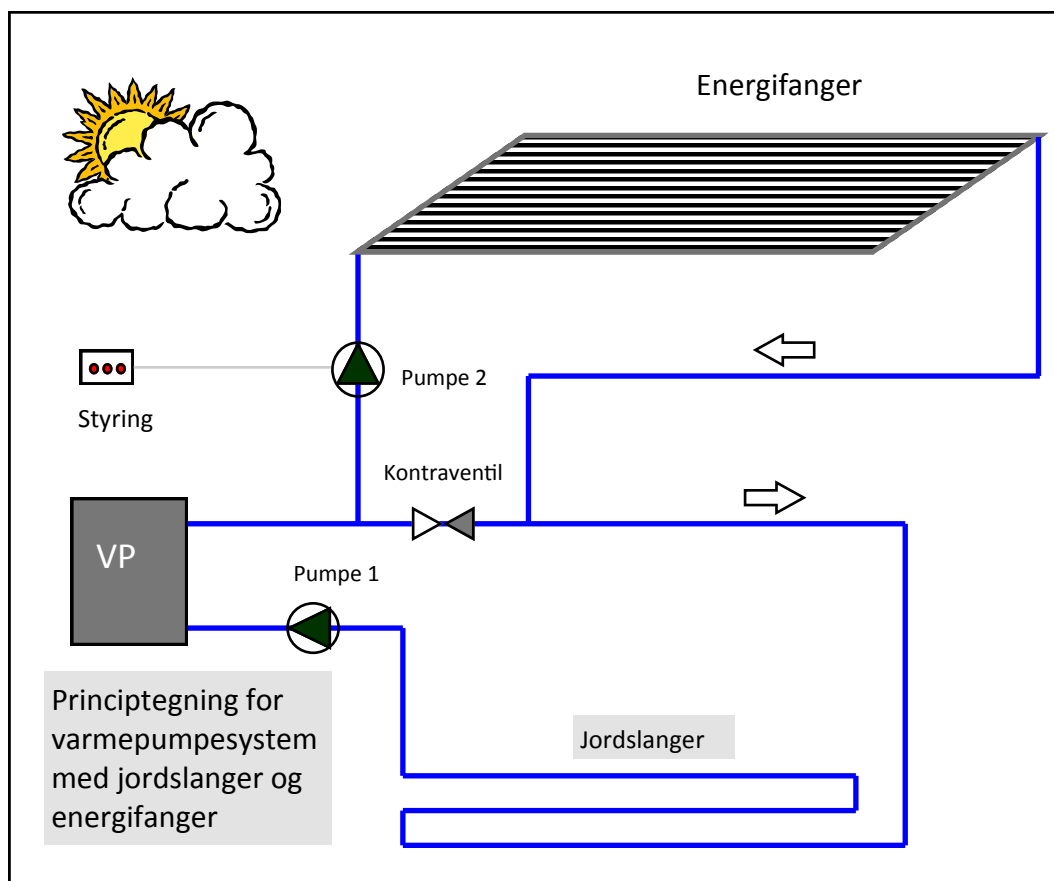 Energifanger
Pumpe 2
Styring
Kontraventil
VP
Pumpe 1
Principtegning for
varmepumpesystem
med jordslanger og
energifanger
Jordslanger